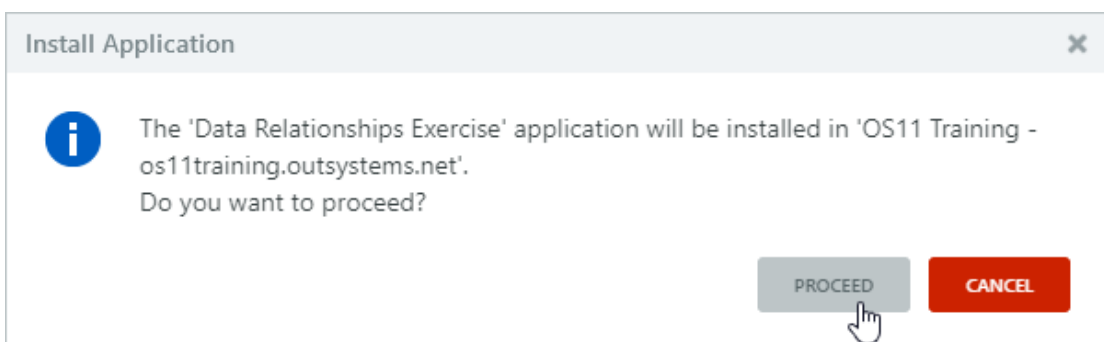 Install Application
The 'Data Relationships Exercise' application will be installed in 'OS11 Training -
os11training.outsystems.net'.
Do you want to proceed?
PROCEED
CANCEL